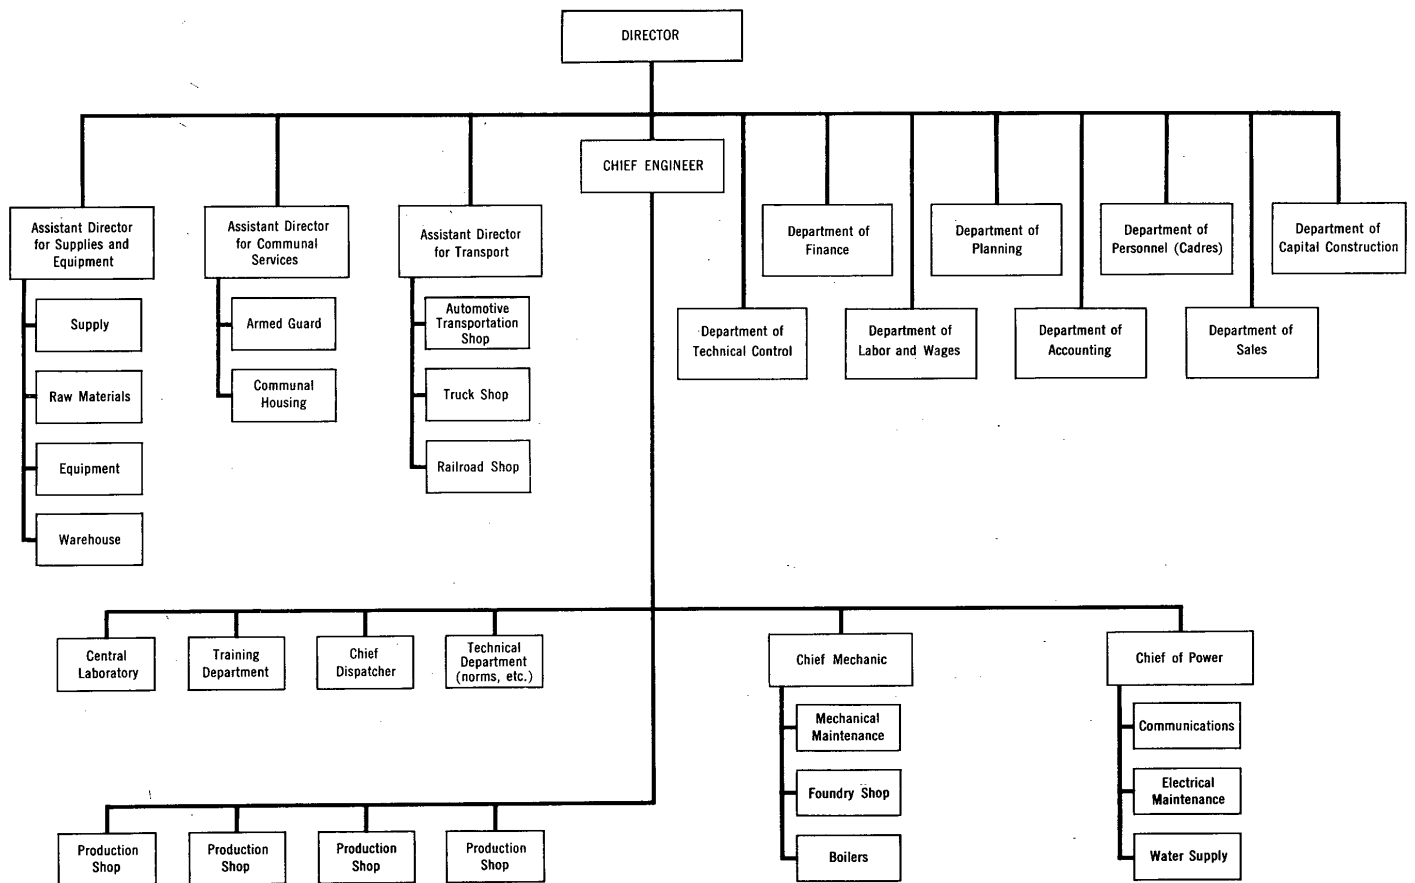 DIRECTOR
CHIEF ENGINEER
Assistant Director
for Supplies and
Equipment
Assistant Director
for Communal
Services
Assistant Director
for Transport
Department of
Finance
Department of
Planning
Department of
Personnel (Cadres)
Department of
Capital Construction
Department of
Technical Control
Department of
Labor and Wages
Department of
Accounting
Department of
Sales
Supply
Raw Materials
Equipment
Warehouse
Armed Guard
Communal
Housing
Automotive
Transportation
Shop
Truck Shop
Railroad Shop
Central
Laboratory
Training
Department
Chief
Dispatcher
Technical
Department
(norms, etc.)
Chief Mechanic
Chief of Power
Mechanical
Maintenance
Foundry Shop
Boilers
Communications
Electrical
Maintenance
Water Supply
Production
Shop
Production
Shop
Production
Shop
Production
Shop